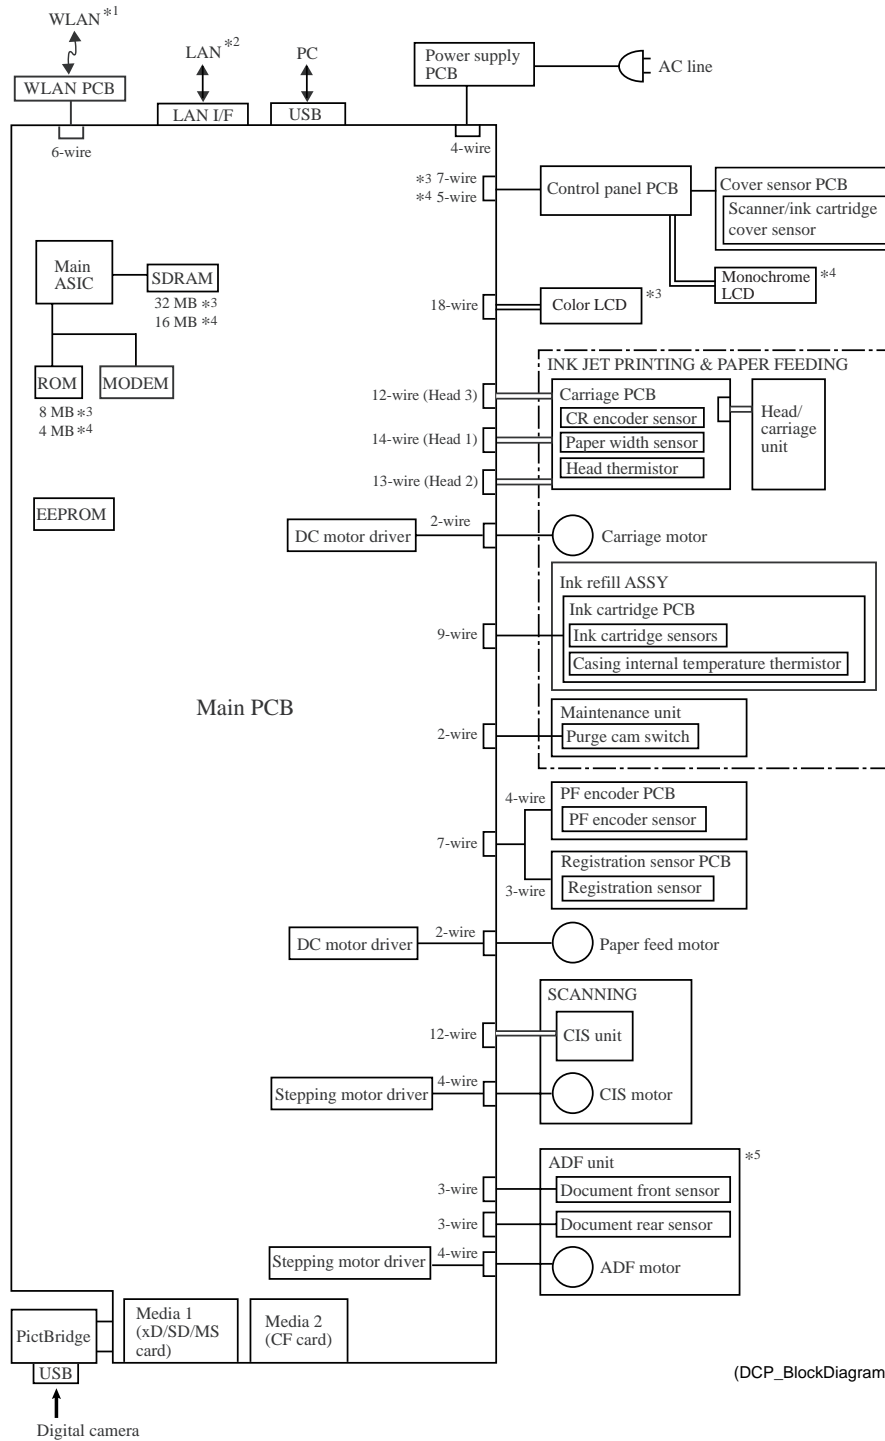 WLAN *1
LAN *2
PC
Power supply
PCB
AC line
WLAN PCB
LAN I/F
USB
6-wire
4-wire
*3 7-wire
*4 5-wire
Control panel PCB
Cover sensor PCB
Scanner/ink cartridge
cover sensor
Main
ASIC
SDRAM
32 MB *3
16 MB *4
Monochrome
LCD
*4
18-wire
Color LCD
*3
ROM
MODEM
8 MB *3
4 MB *4
INK JET PRINTING & PAPER FEEDING
12-wire (Head 3)
Carriage PCB
CR encoder sensor
14-wire (Head 1)
Paper width sensor
Head thermistor
13-wire (Head 2)
Head/
carriage
unit
EEPROM
2-wire
DC motor driver
Carriage motor
Ink refill ASSY
Ink cartridge PCB
9-wire
Ink cartridge sensors
Casing internal temperature thermistor
Main PCB
Maintenance unit
2-wire
Purge cam switch
4-wire
PF encoder PCB
PF encoder sensor
7-wire
Registration sensor PCB
3-wire
Registration sensor
2-wire
DC motor driver
Paper feed motor
SCANNING
12-wire
CIS unit
4-wire
Stepping motor driver
CIS motor
ADF unit
*5
3-wire
Document front sensor
3-wire
Document rear sensor
4-wire
Stepping motor driver
ADF motor
PictBridge
Media 1
(xD/SD/MS
card)
Media 2
(CF card)
USB
(DCP_BlockDiagram
Digital camera